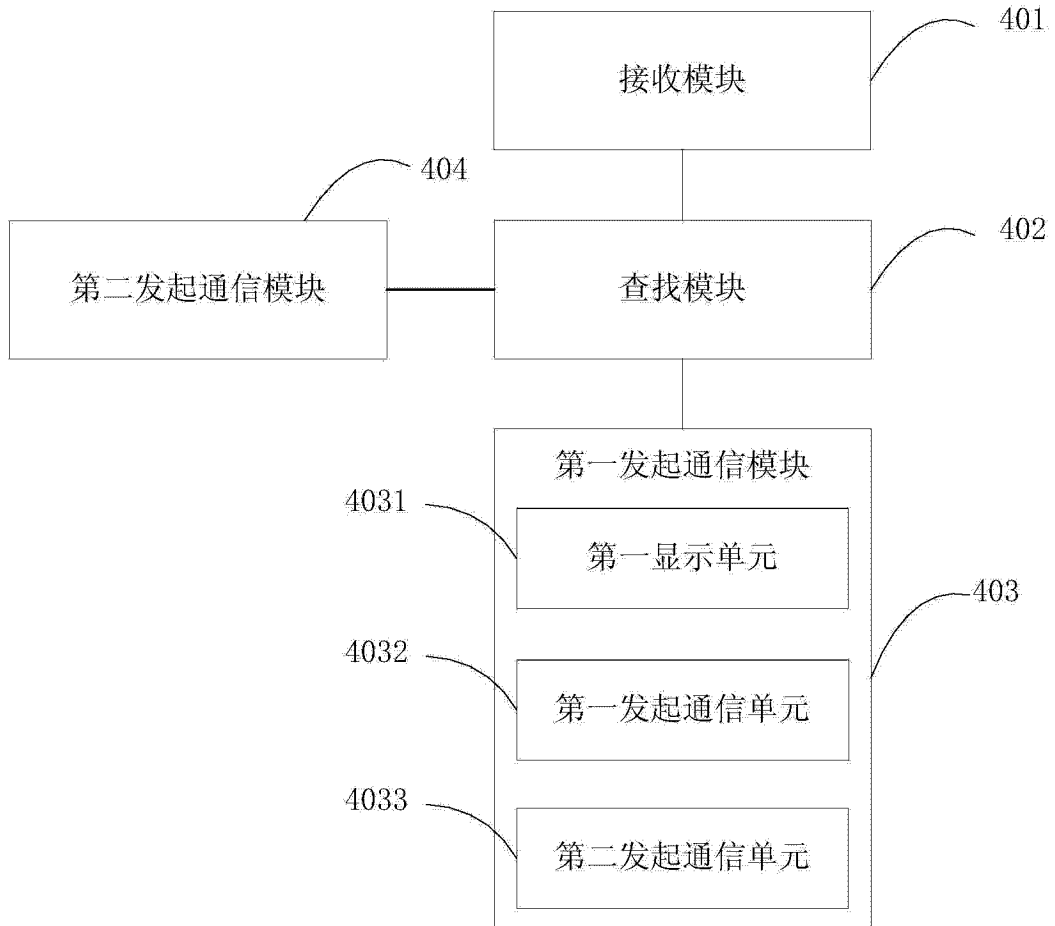 401
接收模块
404
402
第二发起通信模块
查找模块
第一发起通信模块
4031
第一显示单元
403
4032
第一发起通信单元
4033
第二发起通信单元